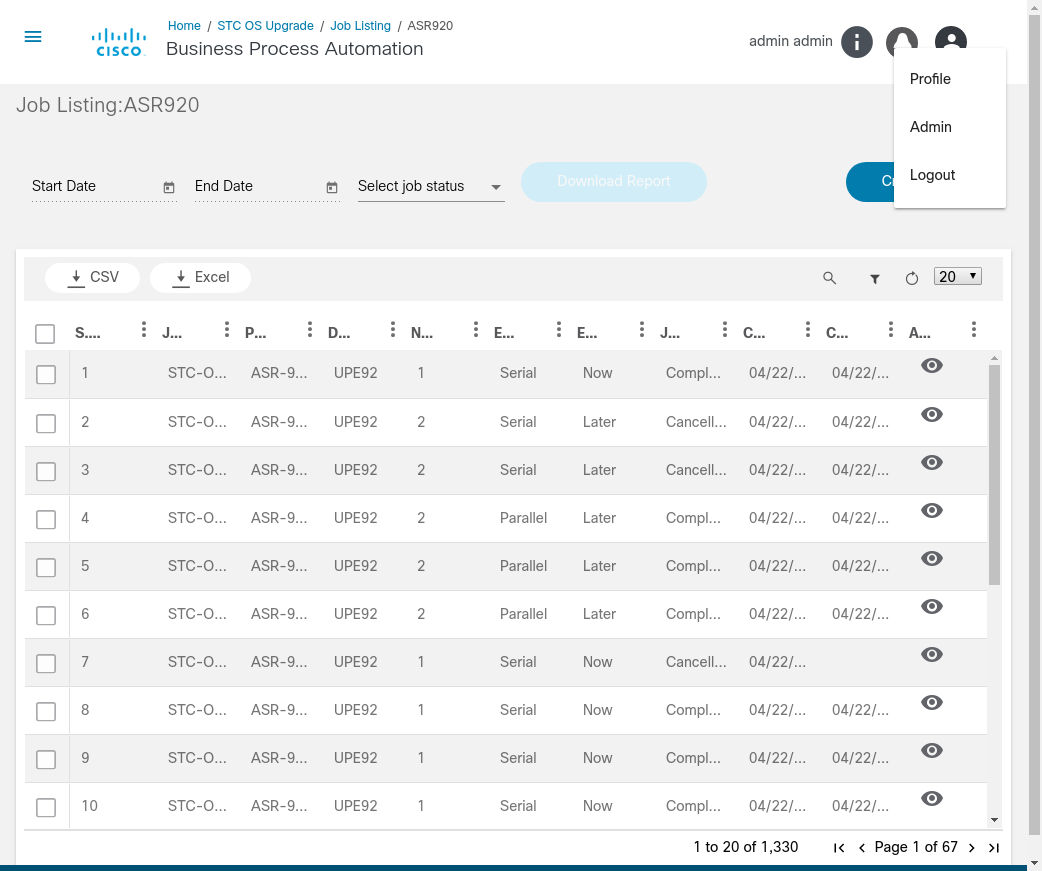 Home / STC OS Upgrade / Job Listing / ASR920
CISCO
Business Process Automation
admin admin
Profile
Admin
Logout
Job Listing:ASR920
Start Date
End Date
Select job status
Download Report
CSV
Excel
20
S.... J... P... D... N... E... E... J... C... C... A...
1 STC-O... ASR-9... UPE92 1 Serial Now Compl... 04/22/... 04/22/...
2 STC-O... ASR-9... UPE92 2 Serial Later Cancell... 04/22/... 04/22/...
3 STC-O... ASR-9... UPE92 2 Serial Later Cancell... 04/22/... 04/22/...
4 STC-O... ASR-9... UPE92 2 Parallel Later Compl... 04/22/... 04/22/...
5 STC-O... ASR-9... UPE92 2 Parallel Later Compl... 04/22/... 04/22/...
6 STC-O... ASR-9... UPE92 2 Parallel Later Compl... 04/22/... 04/22/...
7 STC-O... ASR-9... UPE92 1 Serial Now Cancell... 04/22/...
8 STC-O... ASR-9... UPE92 1 Serial Now Compl... 04/22/... 04/22/...
9 STC-O... ASR-9... UPE92 1 Serial Now Compl... 04/22/... 04/22/...
10 STC-O... ASR-9... UPE92 1 Serial Now Compl... 04/22/... 04/22/...
1 to 20 of 1,330 Page 1 of 67